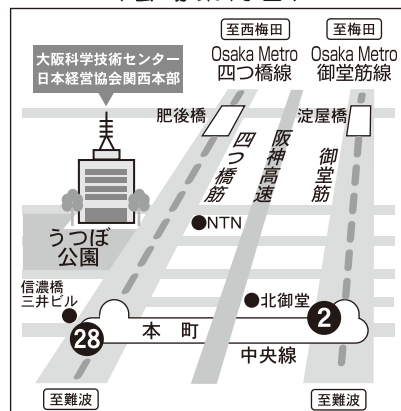 至西梅田
至梅田
大阪科学技術センター
日本経営協会関西本部
Osaka Metro
四つ橋線
Osaka Metro
御堂筋線
肥後橋
淀屋橋
四つ橋筋
阪神高速
御堂筋
NTN
うつぼ
公園
信濃橋
三井ビル
北御堂
28
本町
2
中央線
至難波
至難波